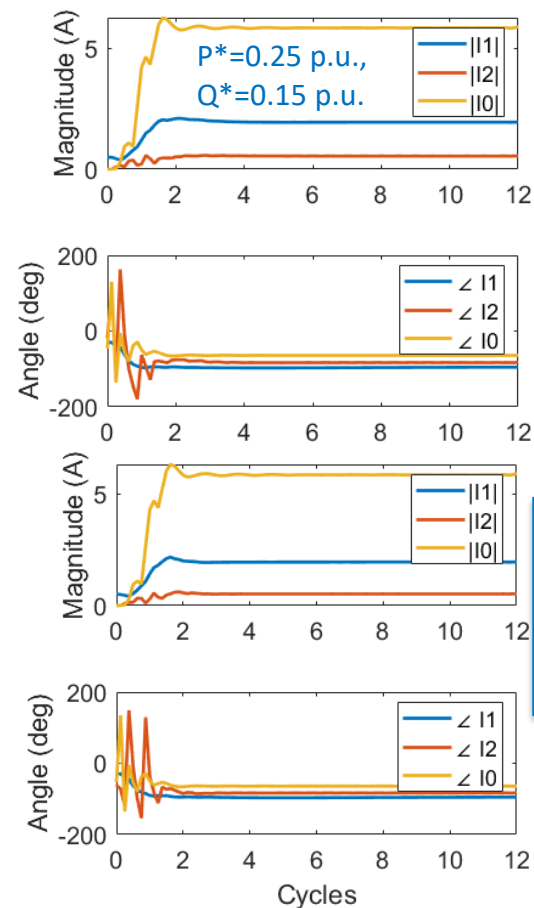 Magnitude (A)
5
0
P*=0.25 p.u.,
Q*=0.15 p.u.
|I1|
|I2|
|I0|
0 2 4 6 8 10 12
Angle (deg)
200
0
-200
∠ I1
∠ I2
∠ I0
0 2 4 6 8 10 12
Magnitude (A)
5
0
|I1|
|I2|
|I0|
0 2 4 6 8 10 12
Angle (deg)
200
0
-200
∠ I1
∠ I2
∠ I0
0 2 4 6 8 10 12
Cycles